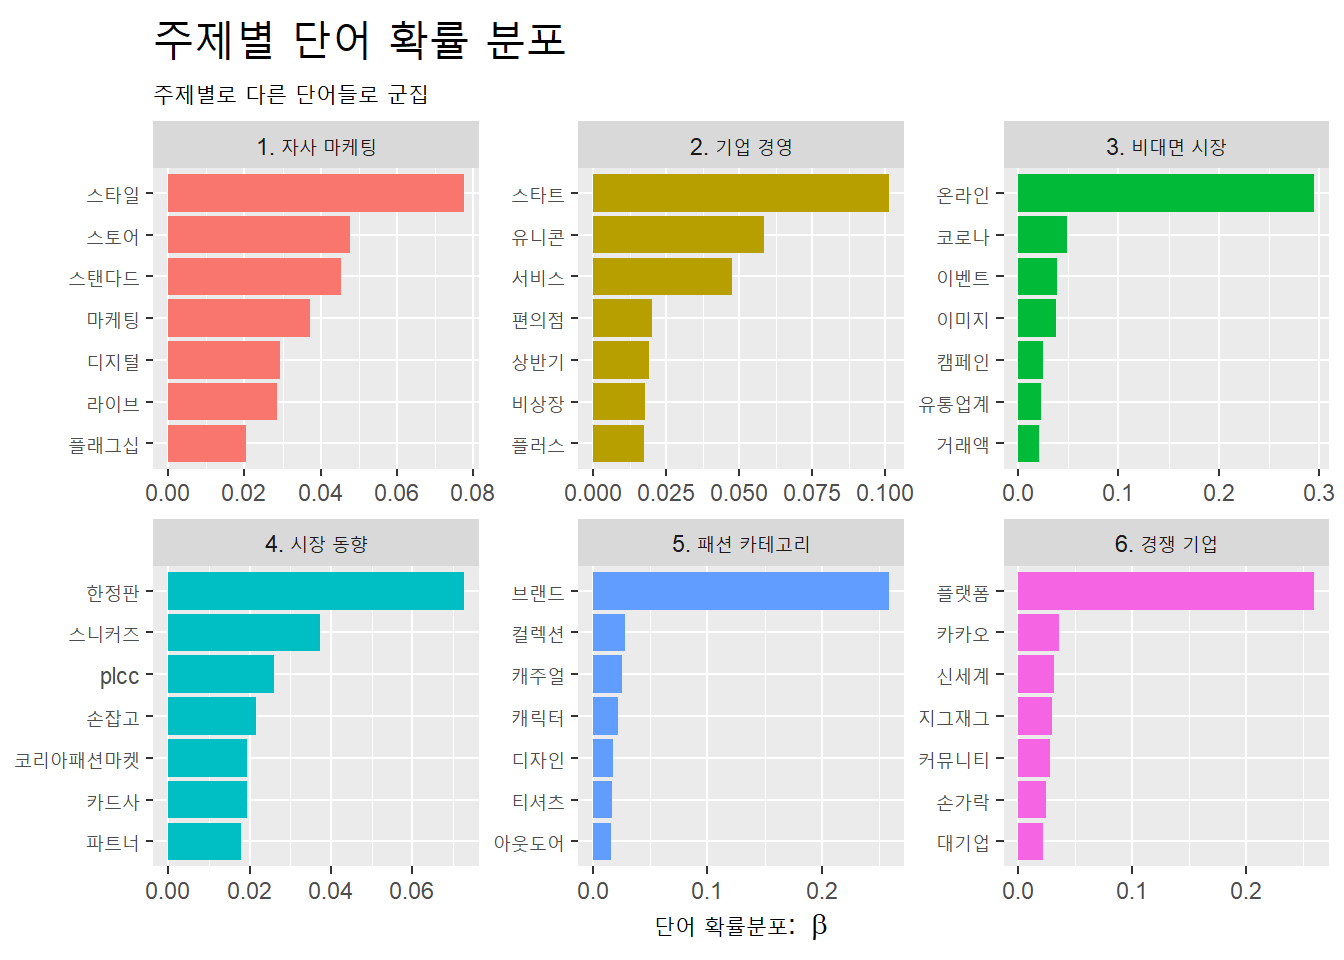 주제별 단어 확률 분포
주제별로 다른 단어들로 군집
1. 자사 마케팅
스타일
스토어
스탠다드
마케팅
디지털
라이브
플래그십
0.00 0.02 0.04 0.06 0.08
2. 기업 경영
스타트
유니콘
서비스
편의점
상반기
비상장
플러스
0.000 0.025 0.050 0.075 0.100
3. 비대면 시장
온라인
코로나
이벤트
이미지
캠페인
유통업계
거래액
0.0 0.1 0.2 0.3
4. 시장 동향
한정판
스니커즈
plcc
손잡고
코리아패션마켓
카드사
파트너
0.00 0.02 0.04 0.06
5. 패션 카테고리
브랜드
컬렉션
캐주얼
캐릭터
디자인
티셔츠
아웃도어
0.0 0.1 0.2
6. 경쟁 기업
플랫폼
카카오
신세계
지그재그
커뮤니티
손가락
대기업
0.0 0.1 0.2
단어 확률분포: β